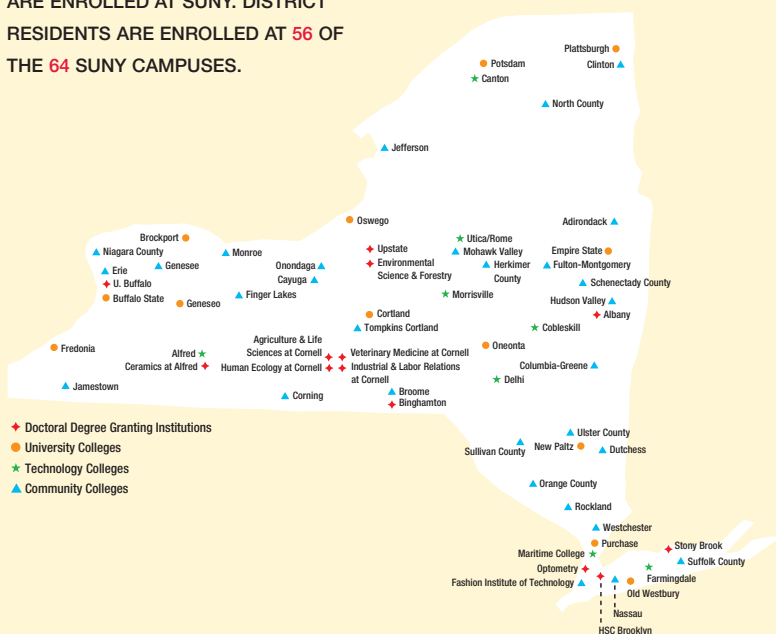 ARE ENROLLED AT SUNY. DISTRICT
RESIDENTS ARE ENROLLED AT 56 OF
THE 64 SUNY CAMPUSES.
Plattsburgh
Clinton
Potsdam
Canton
North County
Jefferson
Oswego
Adirondack
Brockport
Niagara County
Monroe
Erie
Genesee
U. Buffalo
Buffalo State
Geneseo
Finger Lakes
Onondaga
Cayuga
Upstate
Environmental
Science & Forestry
Utica/Rome
Mohawk Valley
Herkimer
County
Morrisville
Empire State
Fulton-Montgomery
Schenectady County
Hudson Valley
Albany
Cobleskill
Cortland
Tompkins Cortland
Fredonia
Alfred
Ceramics at Alfred
Agriculture & Life
Sciences at Cornell
Human Ecology at Cornell
Veterinary Medicine at Cornell
Industrial & Labor Relations
at Cornell
Oneonta
Delhi
Columbia-Greene
Jamestown
Corning
Broome
Binghamton
Doctoral Degree Granting Institutions
University Colleges
Technology Colleges
Community Colleges
Ulster County
New Paltz
Dutchess
Sullivan County
Orange County
Rockland
Westchester
Purchase
Maritime College
Optometry
Fashion Institute of Technology
Stony Brook
Suffolk County
Farmingdale
Old Westbury
Nassau
HSC Brooklyn